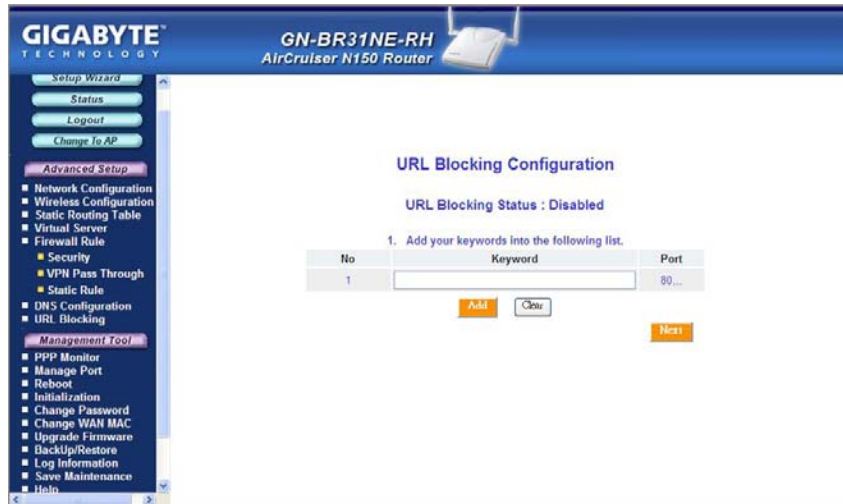 GIGABYTE™
TECHNOLOGY
GN-BR31NE-RH
AirCruiser N150 Router
Setup Wizard
Status
Logout
Change To AP
Advanced Setup
Network Configuration
Wireless Configuration
Static Routing Table
Virtual Server
Firewall Rule
Security
VPN Pass Through
Static Rule
DNS Configuration
URL Blocking
Management Tool
PPP Monitor
Manage Port
Reboot
Initialization
Change Password
Change WAN MAC
Upgrade Firmware
BackUp/Restore
Log Information
Save Maintenance
Help
URL Blocking Configuration
URL Blocking Status : Disabled
1. Add your keywords into the following list.
No Keyword Port
1 80...
Add Clear
Next